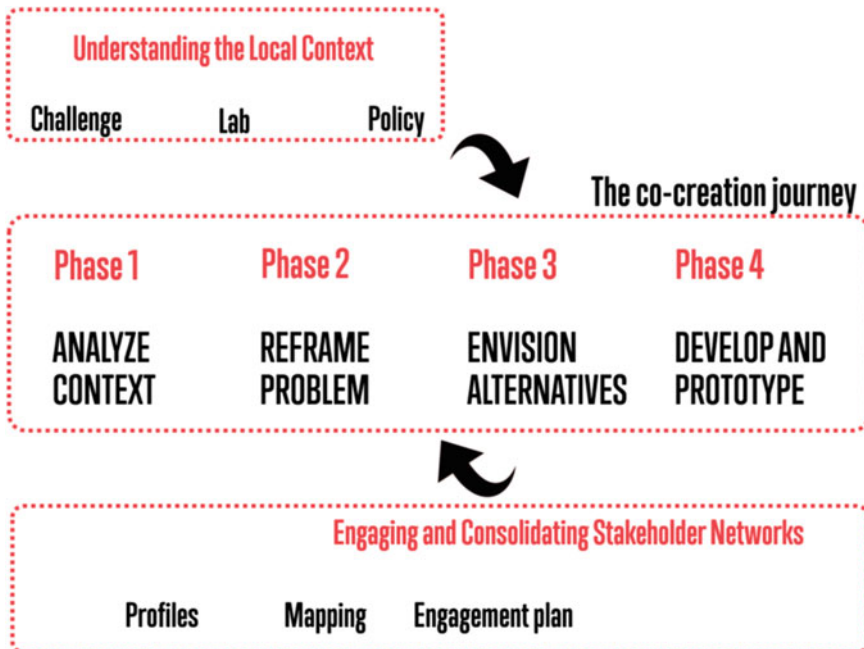 Understanding the Local Context
Challenge Lab Policy
The co-creation journey
Phase 1 Phase 2 Phase 3 Phase 4
ANALYZE REFRAME ENVISION DEVELOP AND
CONTEXT PROBLEM ALTERNATIVES PROTOTYPE
Engaging and Consolidating Stakeholder Networks
Profiles Mapping Engagement plan